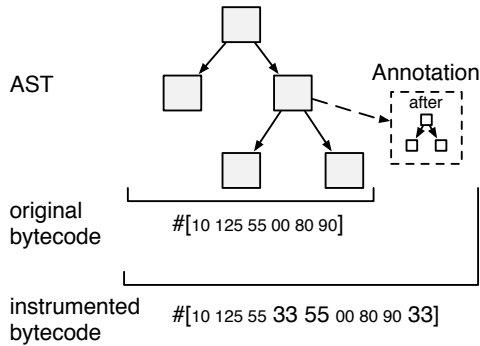 AST
Annotation
after
original
bytecode
#[10 125 55 00 80 90]
instrumented
bytecode
#[10 125 55 33 55 00 80 90 33]